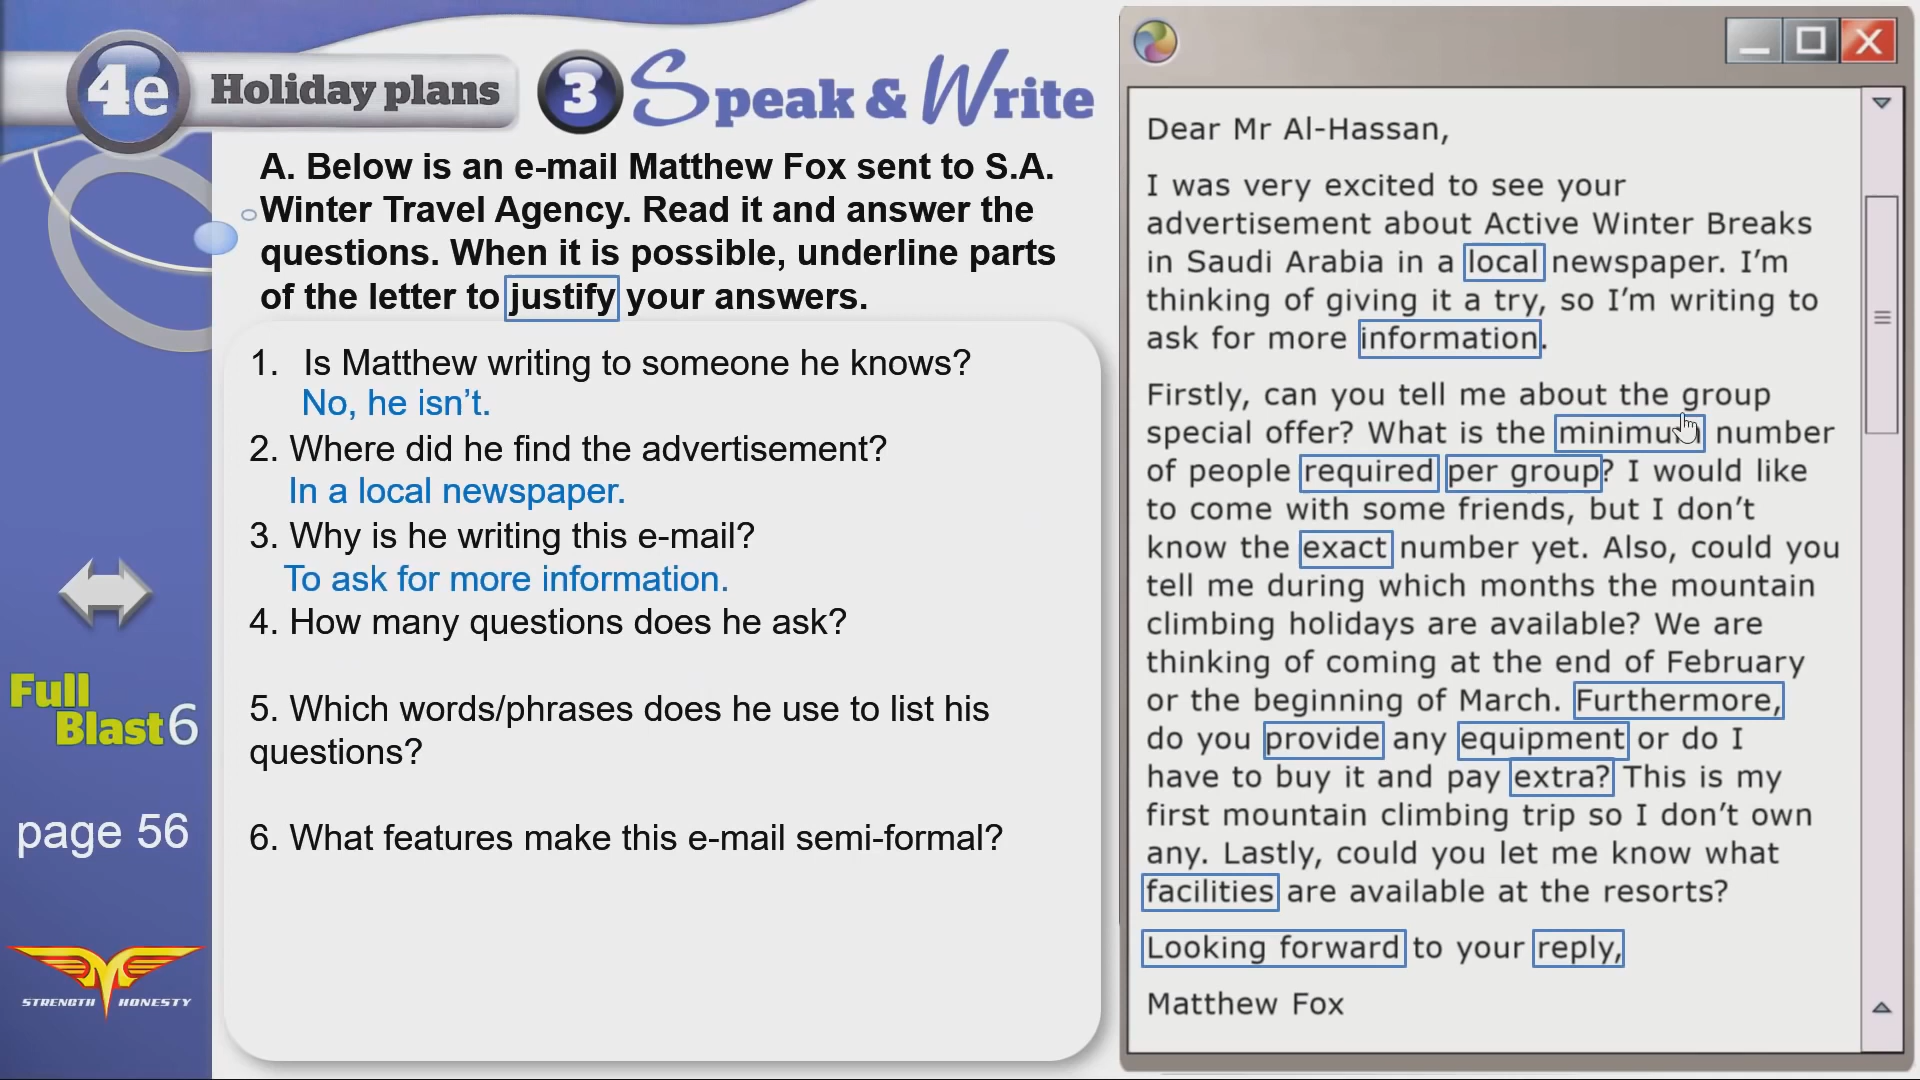 4e Holiday plans
3 Speak & Write
A. Below is an e-mail Matthew Fox sent to S.A.
Winter Travel Agency. Read it and answer the
questions. When it is possible, underline parts
of the letter to justify your answers.
1. Is Matthew writing to someone he knows?
No, he isn't.
2. Where did he find the advertisement?
In a local newspaper.
3. Why is he writing this e-mail?
To ask for more information.
4. How many questions does he ask?
5. Which words/phrases does he use to list his
questions?
6. What features make this e-mail semi-formal?
Full
Blast 6
page 56
STRENGTH HONESTY
Dear Mr Al-Hassan,
I was very excited to see your
advertisement about Active Winter Breaks
in Saudi Arabia in a local newspaper. I'm
thinking of giving it a try, so I'm writing to
ask for more information.
Firstly, can you tell me about the group
special offer? What is the minimum number
of people required per group? I would like
to come with some friends, but I don't
know the exact number yet. Also, could you
tell me during which months the mountain
climbing holidays are available? We are
thinking of coming at the end of February
or the beginning of March. Furthermore,
do you provide any equipment or do I
have to buy it and pay extra? This is my
first mountain climbing trip so I don't own
any. Lastly, could you let me know what
facilities are available at the resorts?
Looking forward to your reply,
Matthew Fox